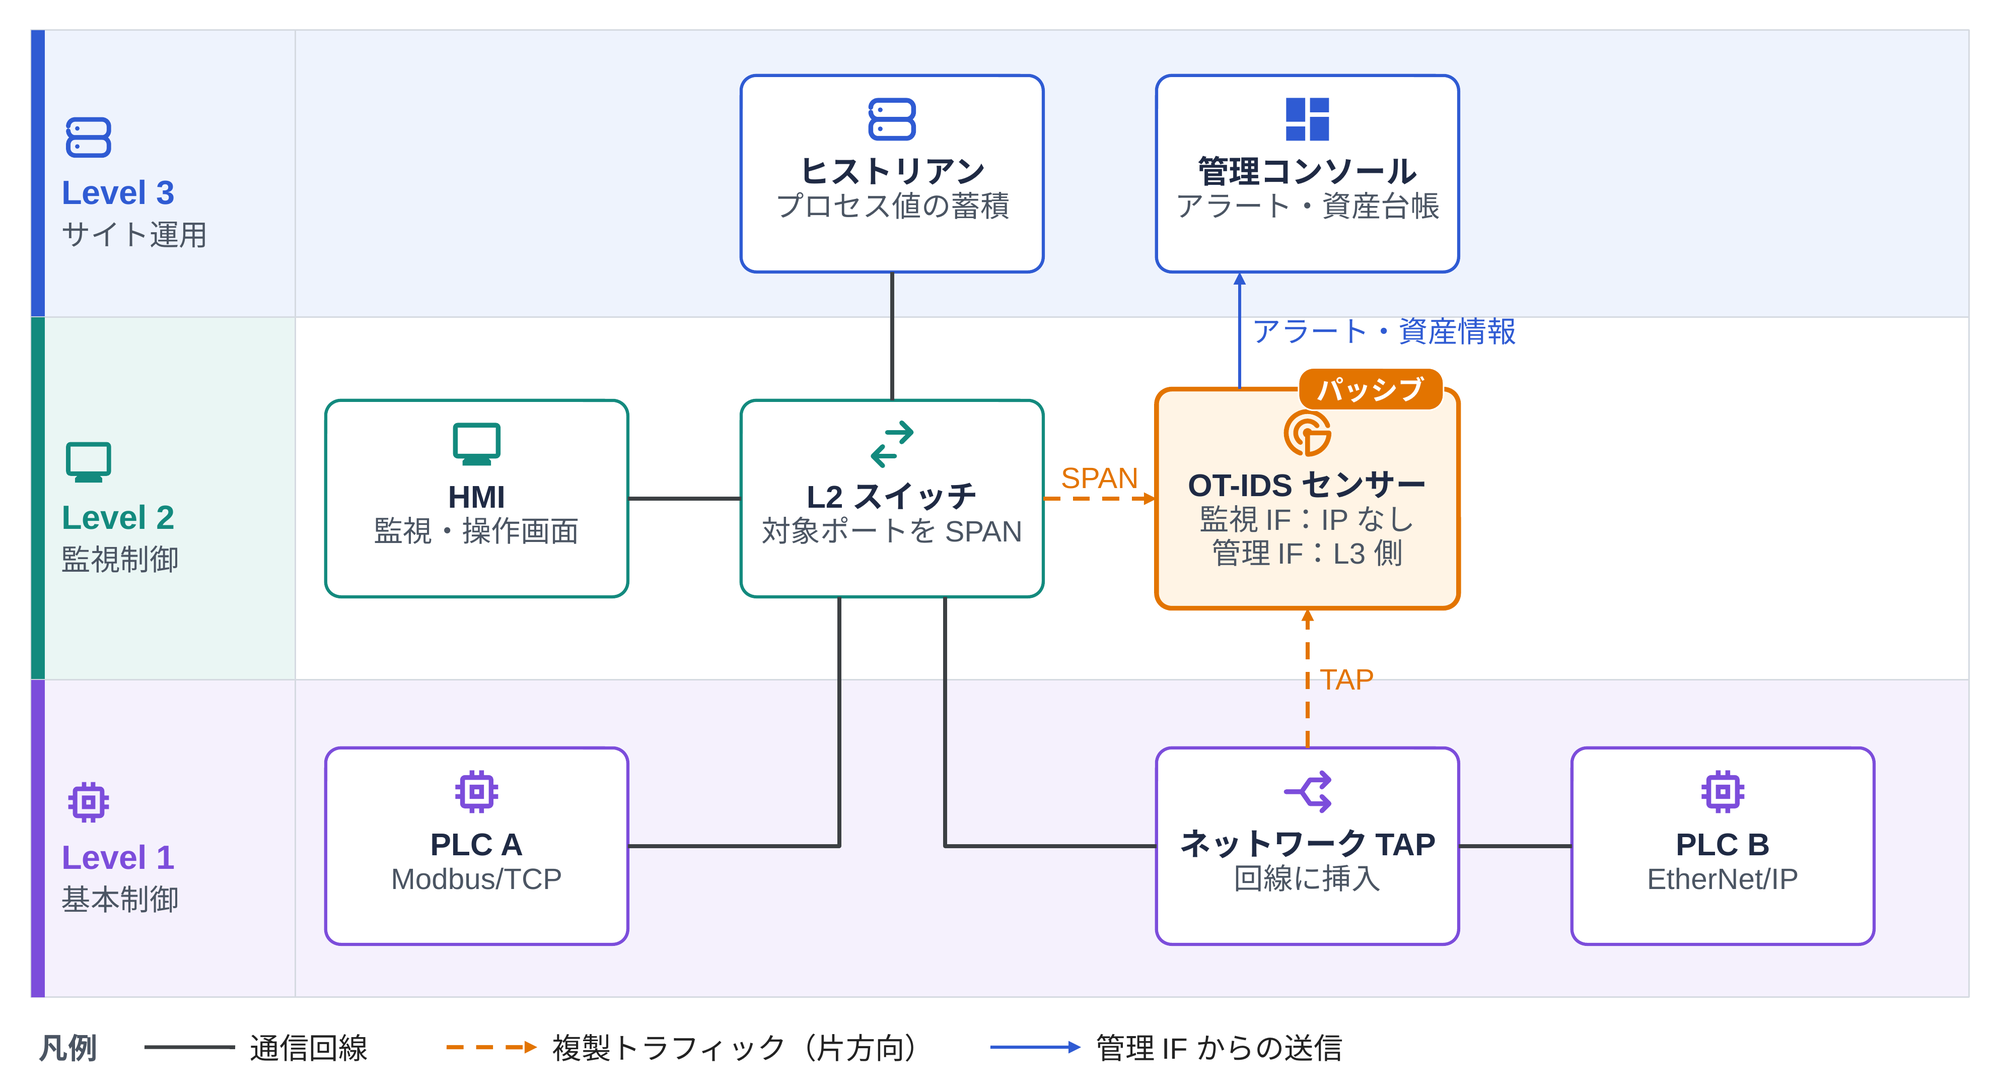 Level 3
サイト運用
ヒストリアン
プロセス値の蓄積
管理コンソール
アラート・資産台帳
アラート・資産情報
Level 2
監視制御
HMI
監視・操作画面
L2 スイッチ
対象ポートを SPAN
SPAN
パッシブ
OT-IDS センサー
監視 IF：IP なし
管理 IF：L3 側
TAP
Level 1
基本制御
PLC A
Modbus/TCP
ネットワーク TAP
回線に挿入
PLC B
EtherNet/IP
凡例
通信回線
複製トラフィック（片方向）
管理 IF からの送信